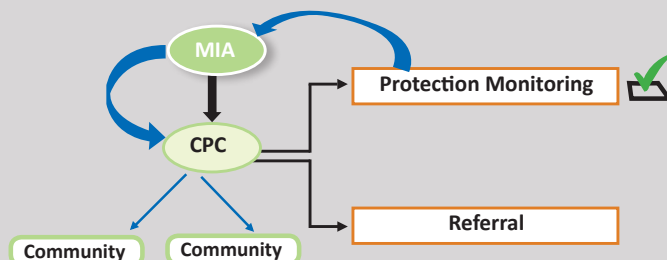 MIA
Protection Monitoring
CPC
Referral
Community
Community